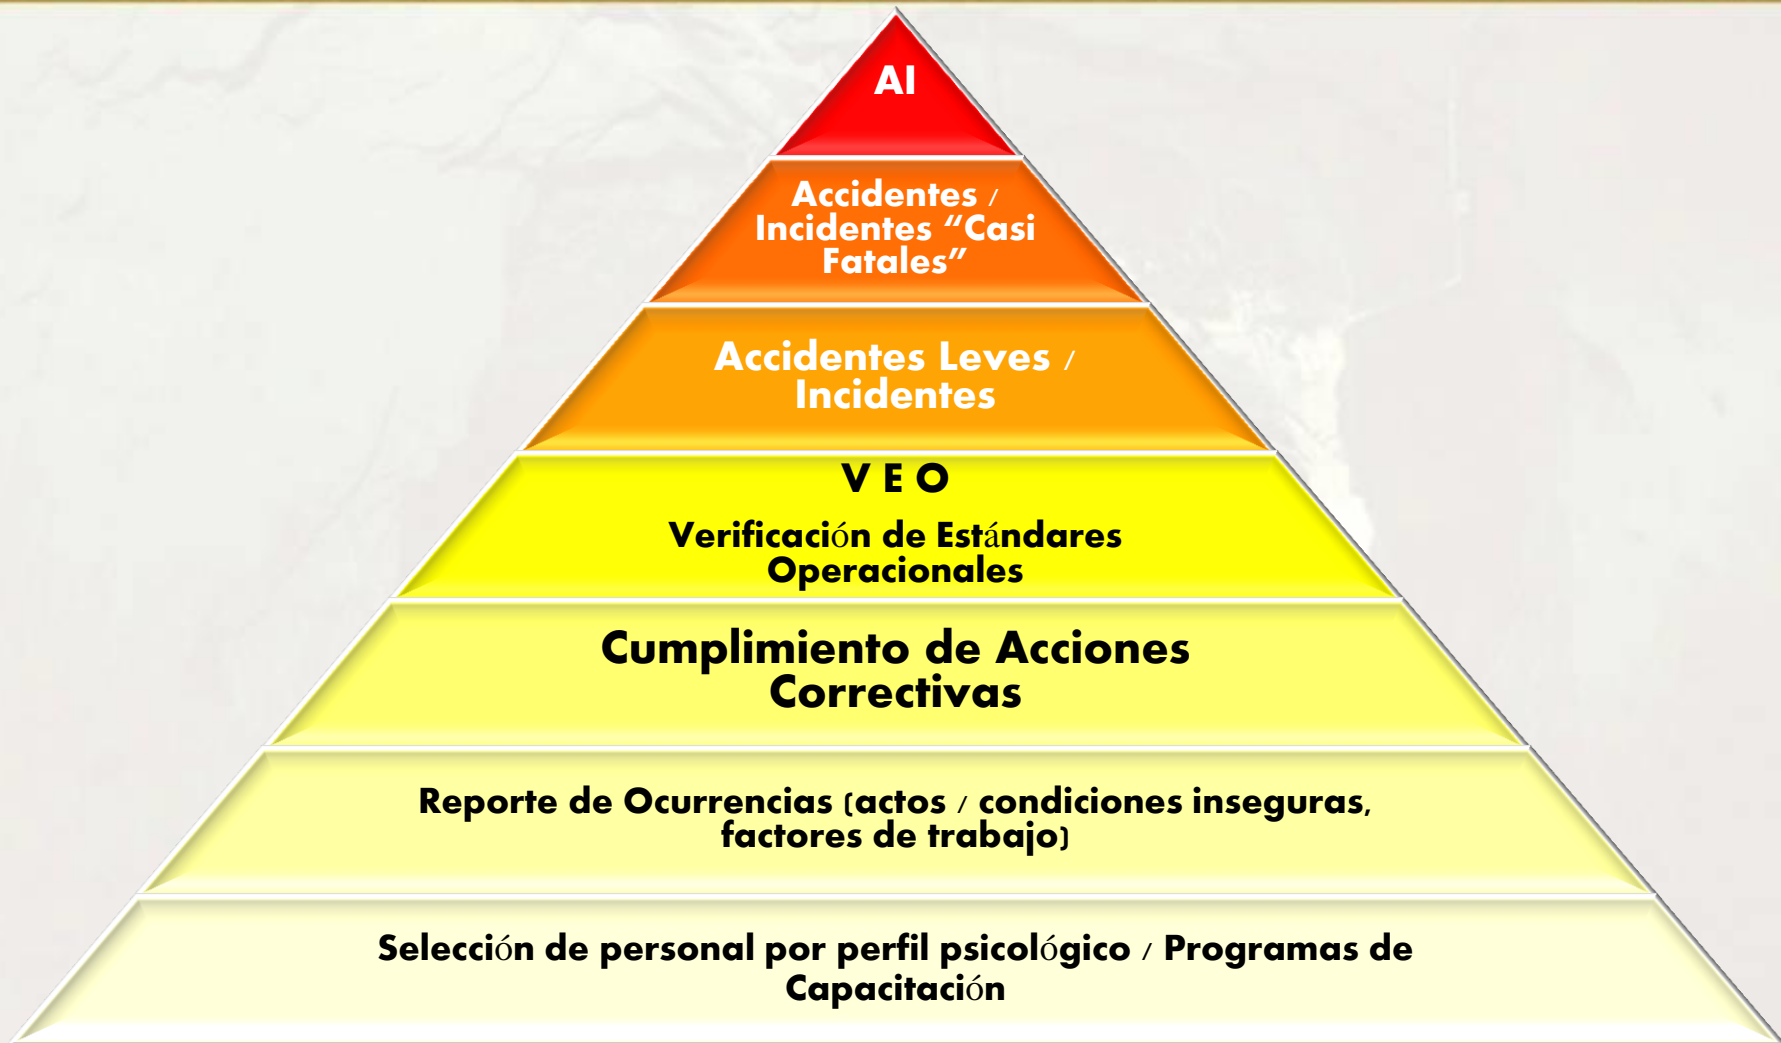 AI
Accidentes /
Incidentes “Casi
Fatales”
Accidentes Leves /
Incidentes
V E O
Verificación de Estándares
Operacionales
Cumplimiento de Acciones
Correctivas
Reporte de Ocurrencias (actos / condiciones inseguras,
factores de trabajo)
Selección de personal por perfil psicológico / Programas de
Capacitación